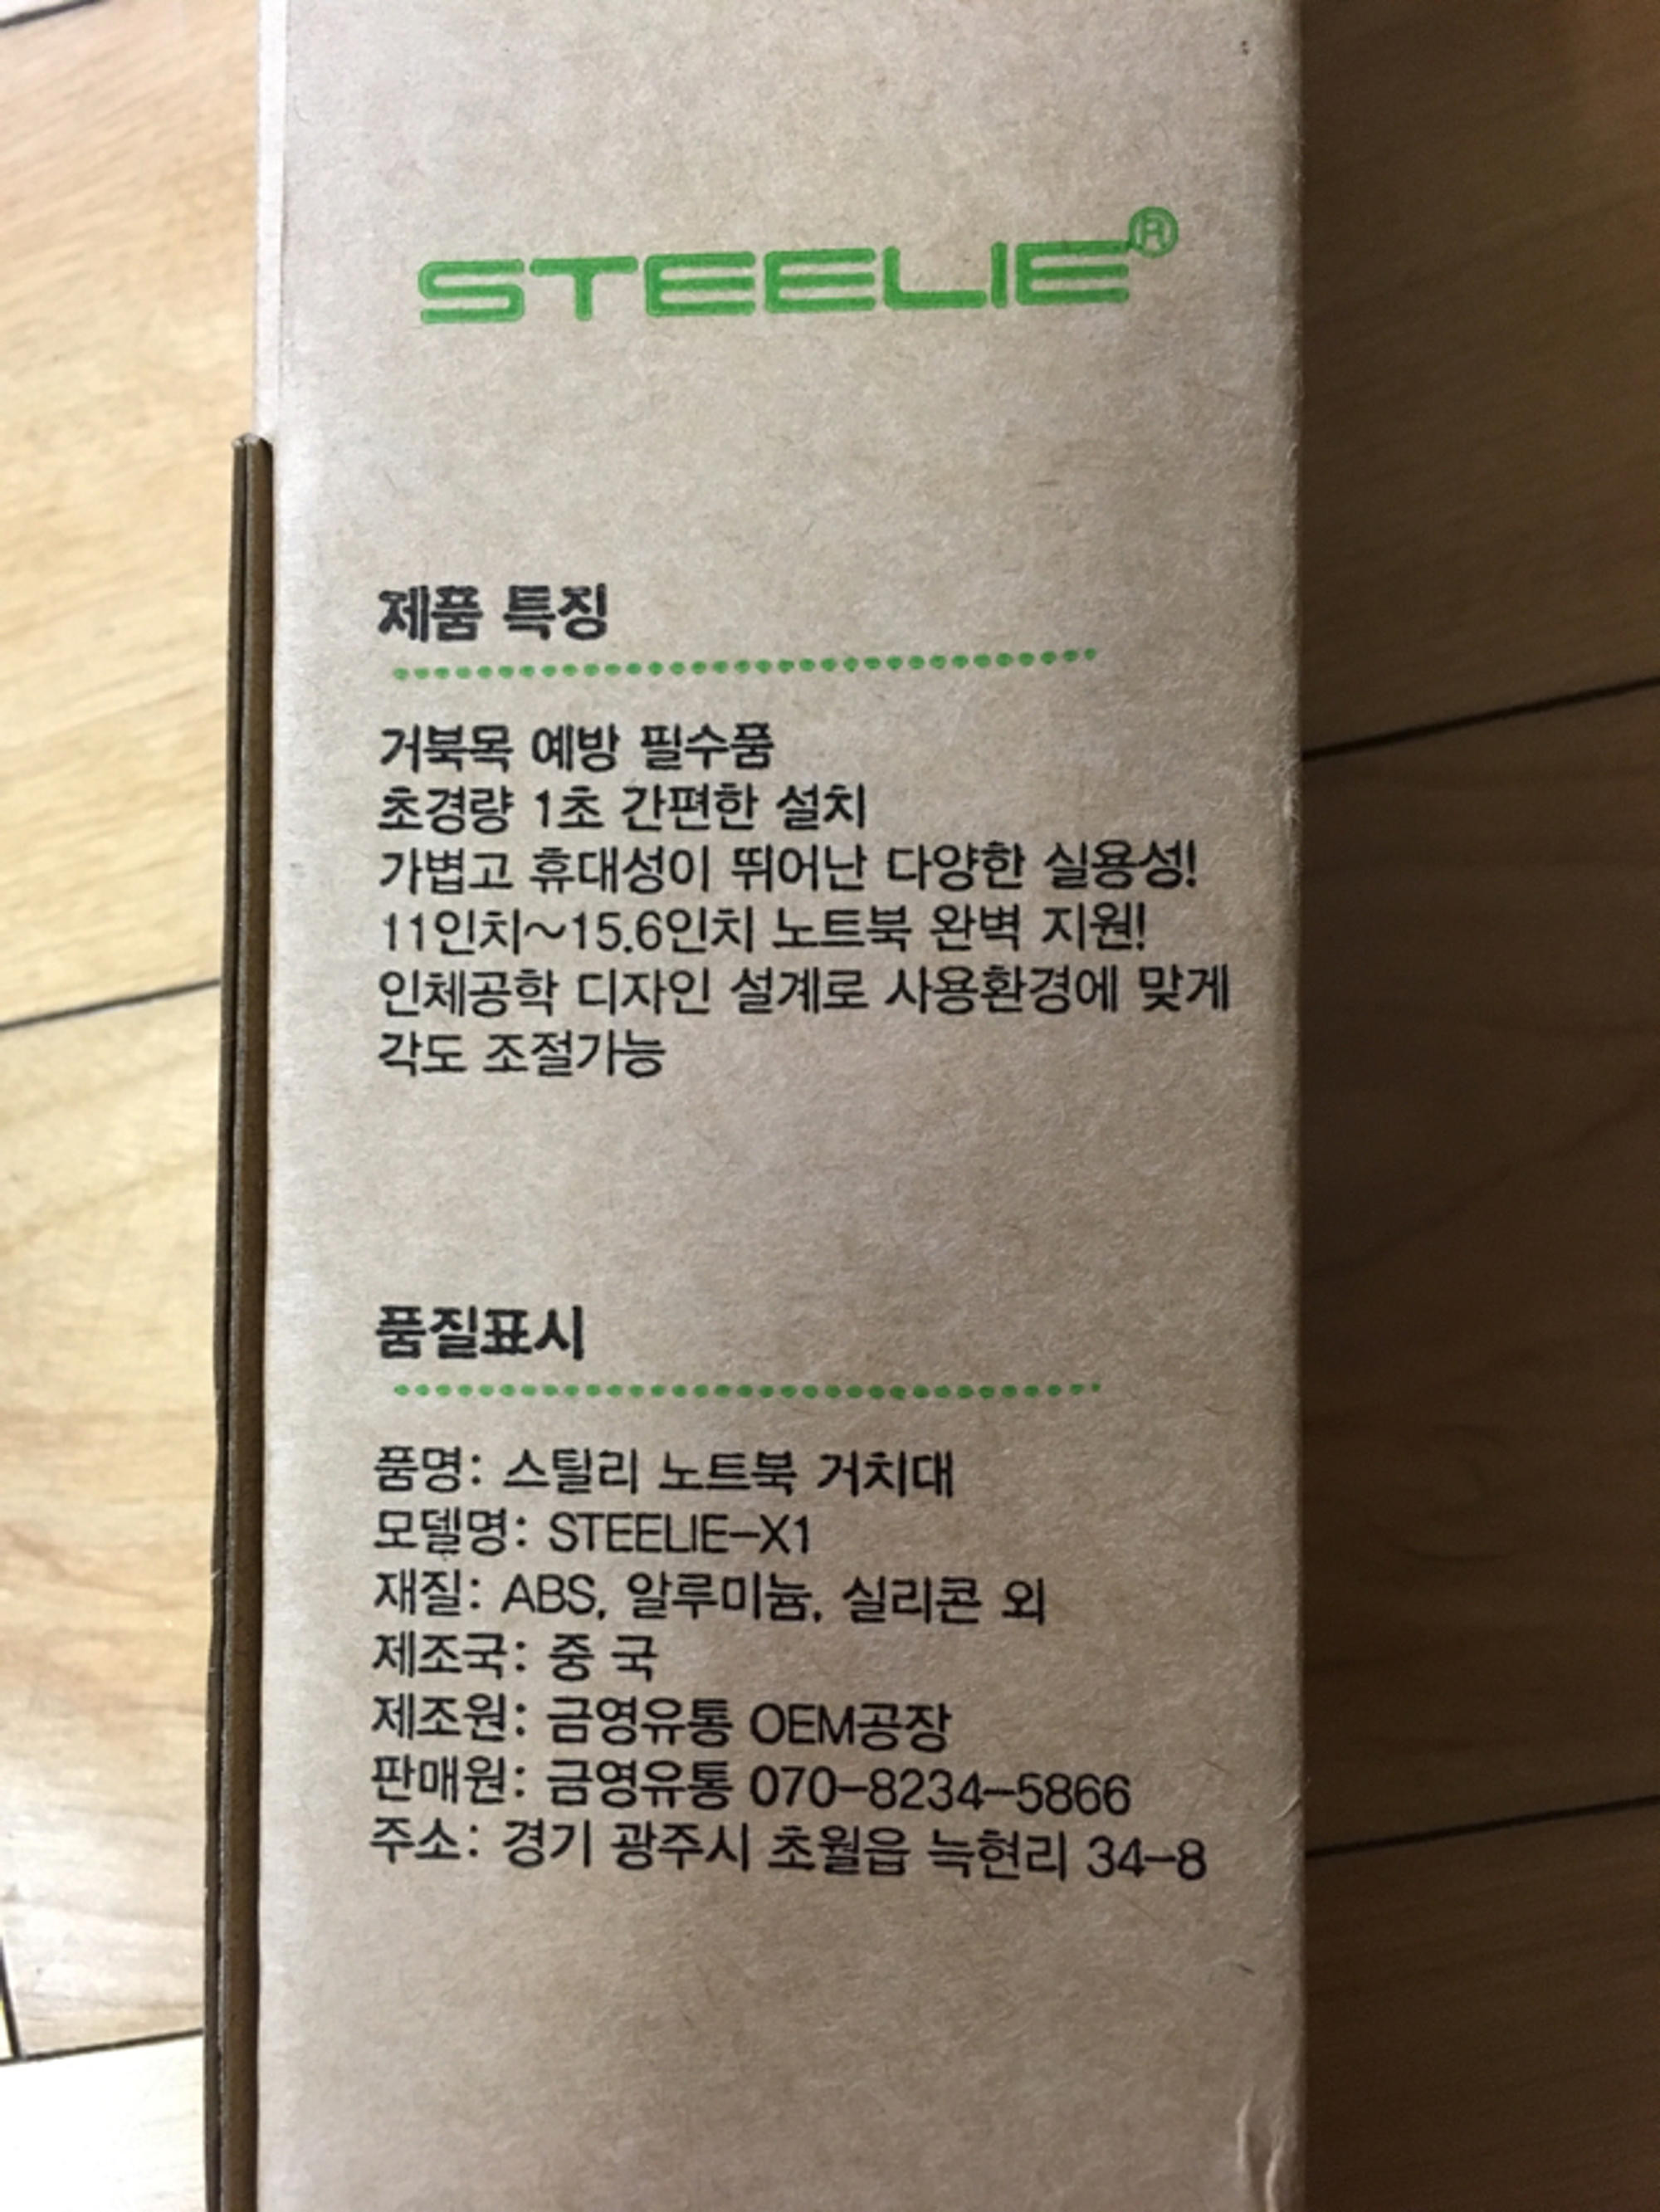 STEELIE®
제품 특징
거북목 예방 필수품
초경량 1초 간편한 설치
가볍고 휴대성이 뛰어난 다양한 실용성!
11인치~15.6인치 노트북 완벽 지원!
인체공학 디자인 설계로 사용환경에 맞게
각도 조절가능
품질표시
품명: 스틸리 노트북 거치대
모델명: STEELIE-X1
재질: ABS, 알루미늄, 실리콘 외
제조국: 중 국
제조원: 금영유통 OEM공장
판매원: 금영유통 070-8234-5866
주소: 경기 광주시 초월읍 늑현리 34-8